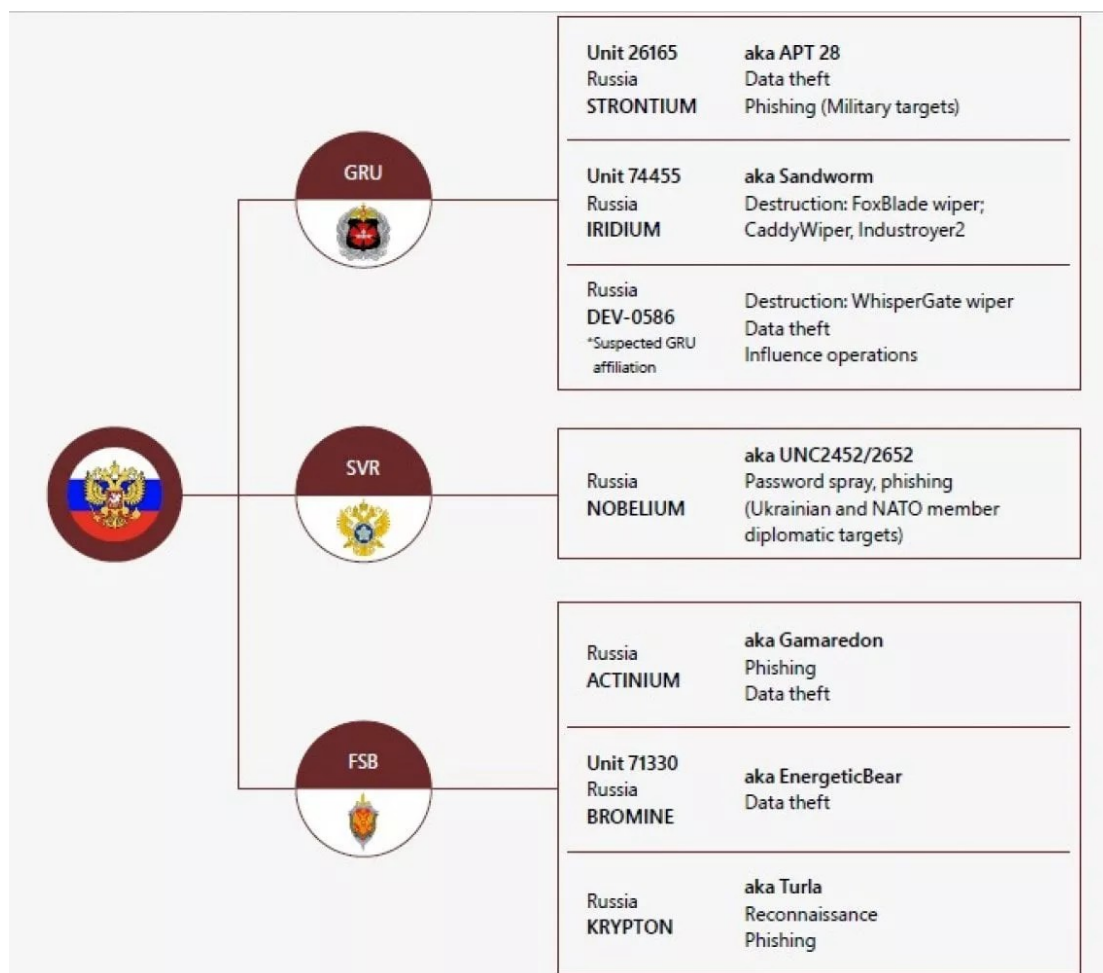 GRU
Unit 26165
Russia
STRONTIUM
aka APT 28
Data theft
Phishing (Military targets)
Unit 74455
Russia
IRIDIUM
aka Sandworm
Destruction: FoxBlade wiper;
CaddyWiper, Industroyer2
Russia
DEV-0586
*Suspected GRU
affiliation
Destruction: WhisperGate wiper
Data theft
Influence operations
SVR
Russia
NOBELIUM
aka UNC2452/2652
Password spray, phishing
(Ukrainian and NATO member
diplomatic targets)
FSB
Russia
ACTINIUM
aka Gamaredon
Phishing
Data theft
Unit 71330
Russia
BROMINE
aka EnergeticBear
Data theft
Russia
KRYPTON
aka Turla
Reconnaissance
Phishing